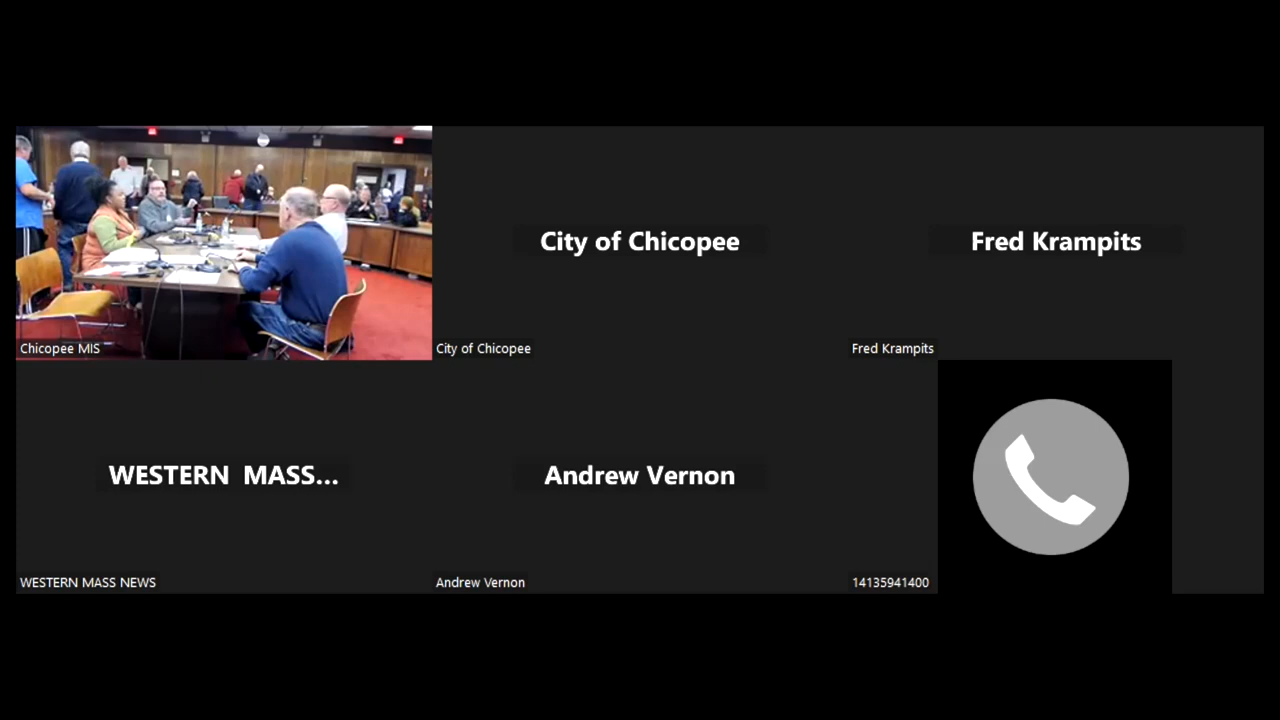 City of Chicopee
Fred Krampits
Chicopee MIS
City of Chicopee
Fred Krampits
WESTERN MASS...
Andrew Vernon
WESTERN MASS NEWS
Andrew Vernon
14135941400